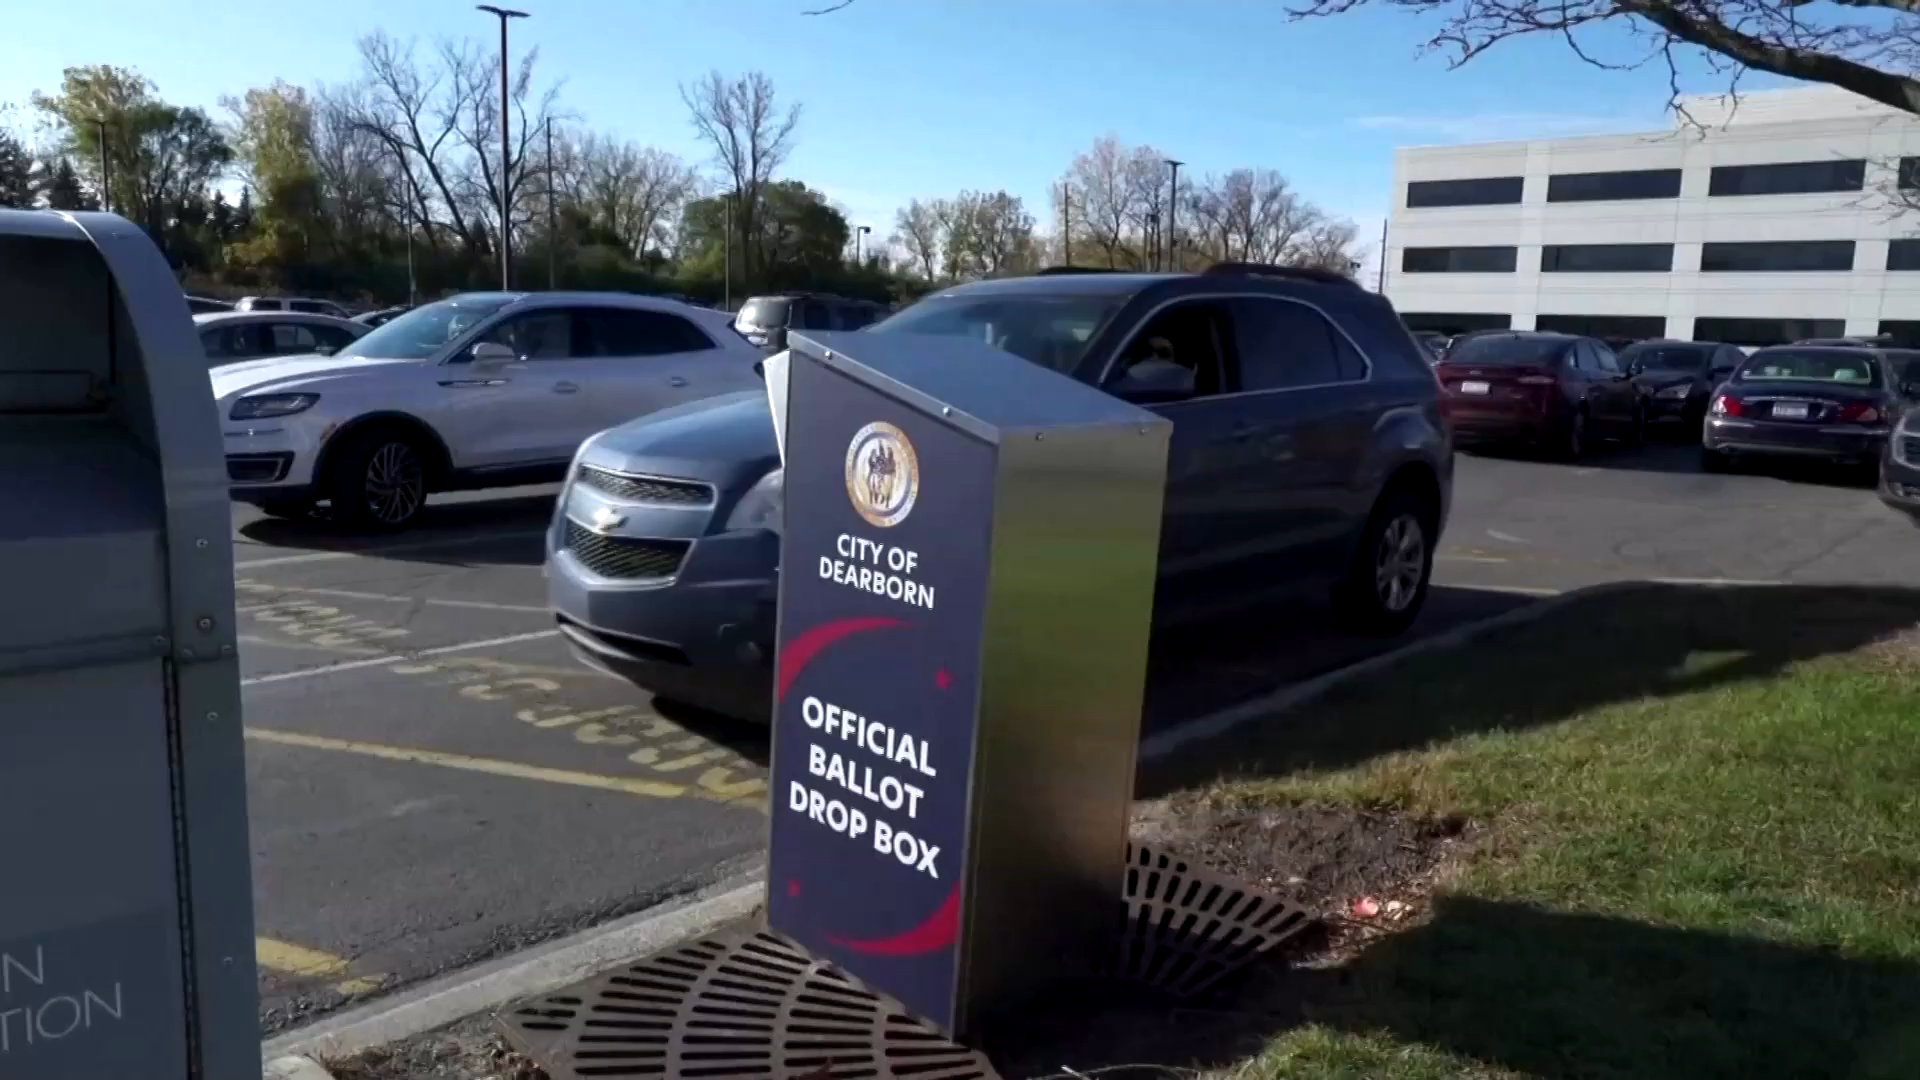 CITY OF
DEARBORN
OFFICIAL
BALLOT
DROP BOX
N
TION